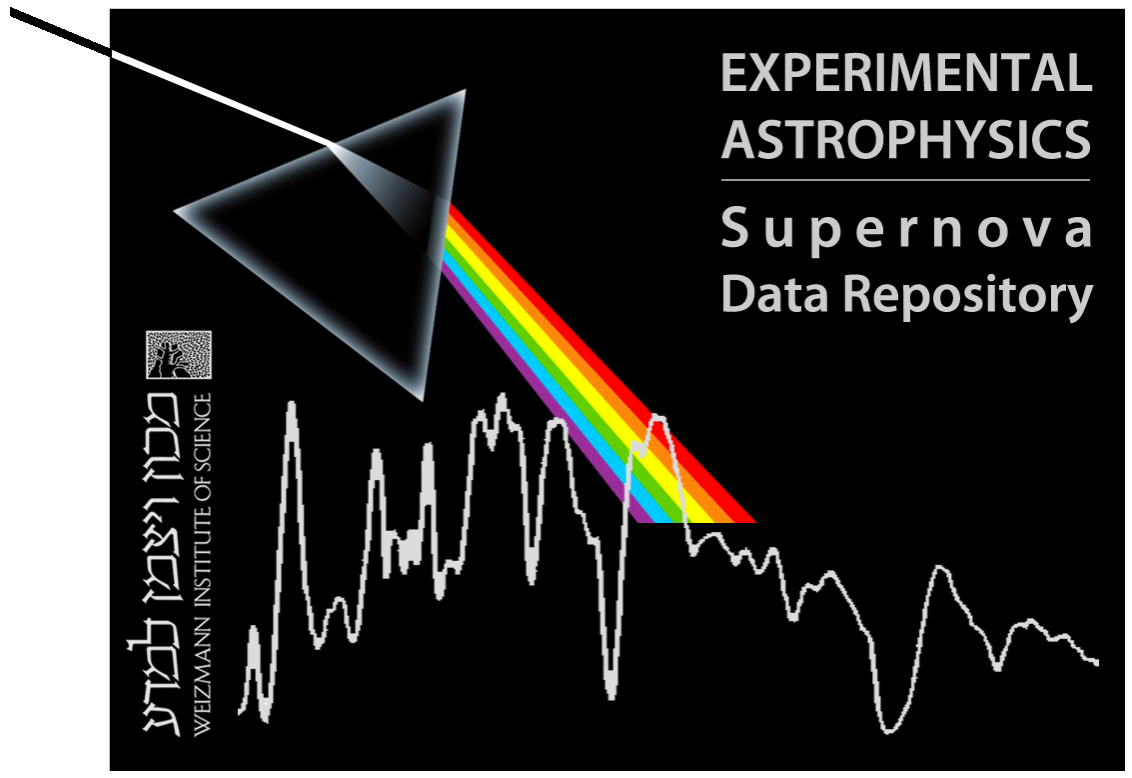 EXPERIMENTAL
ASTROPHYSICS
Supernova
Data Repository
מכון ויצמן למדע
WEIZMANN INSTITUTE OF SCIENCE